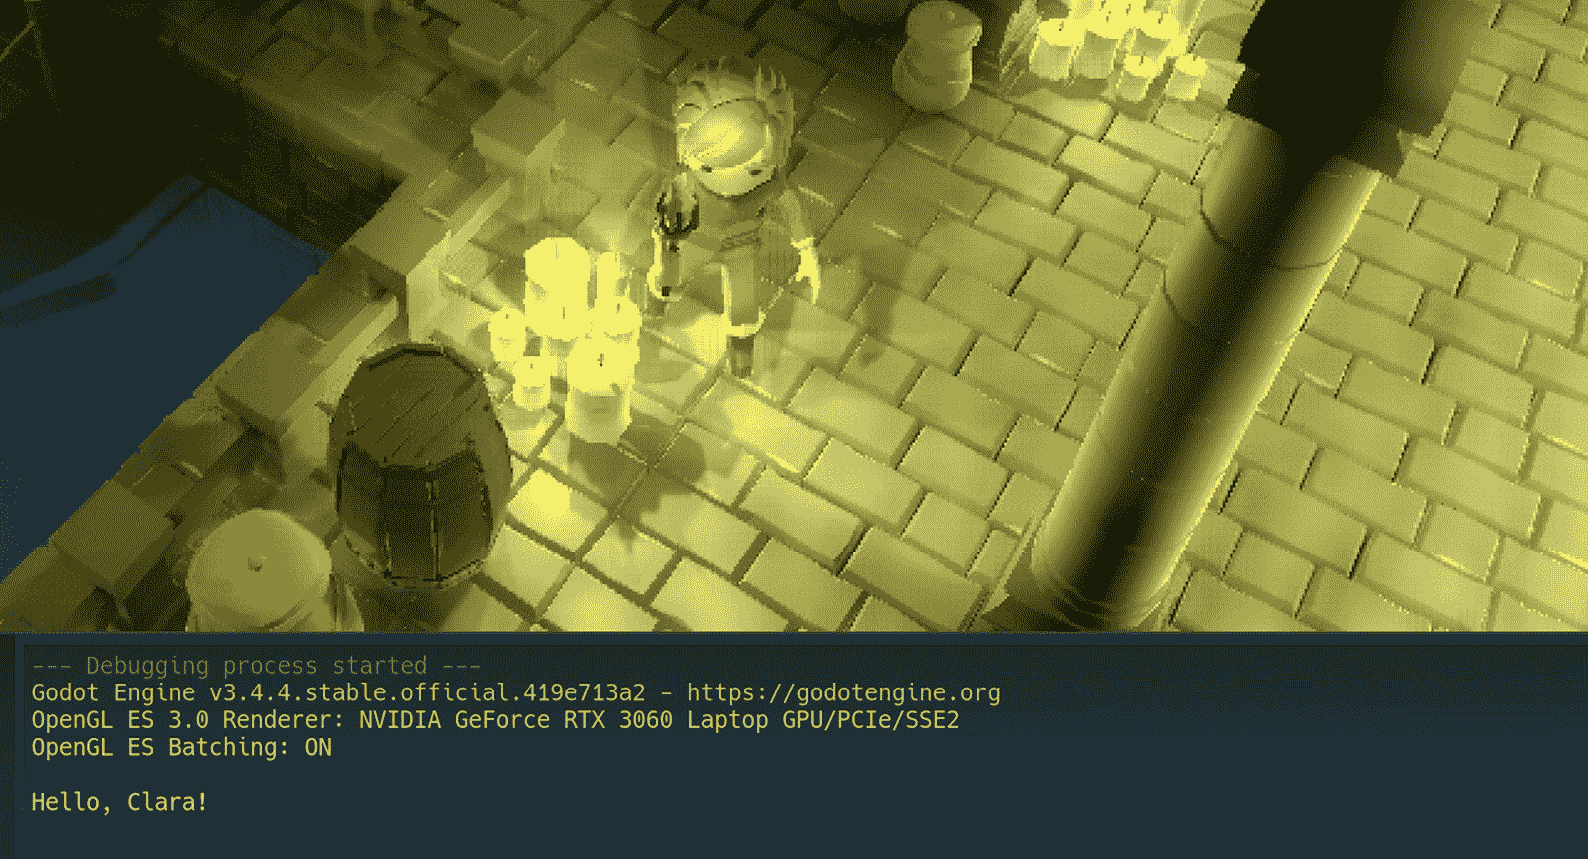 --- Debugging process started ---
Godot Engine v3.4.4.stable.official.419e713a2 - https://godotengine.org
OpenGL ES 3.0 Renderer: NVIDIA GeForce RTX 3060 Laptop GPU/PCIe/SSE2
OpenGL ES Batching: ON
Hello, Clara!